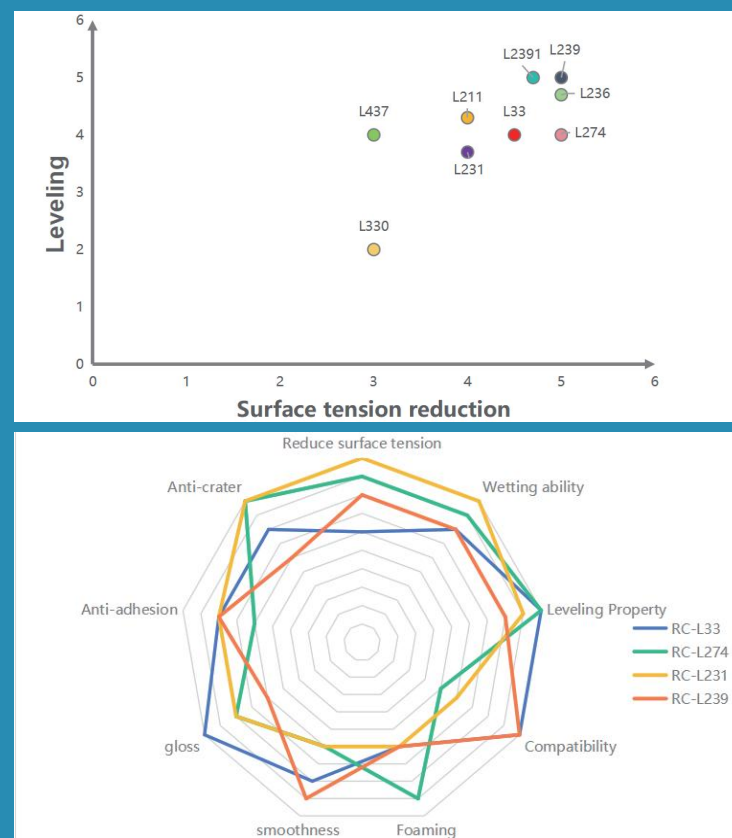 6
L2391
L239
5
L236
L437
L211
L33
4
L274
L231
Leveling
3
L330
2
1
0
0
1
2
3
4
5
6
Surface tension reduction
Reduce surface tension
Anti-crater
Wetting ability
Anti-adhesion
Leveling Property
RC-L33
RC-L274
RC-L231
RC-L239
gloss
Compatibility
smoothness
Foaming